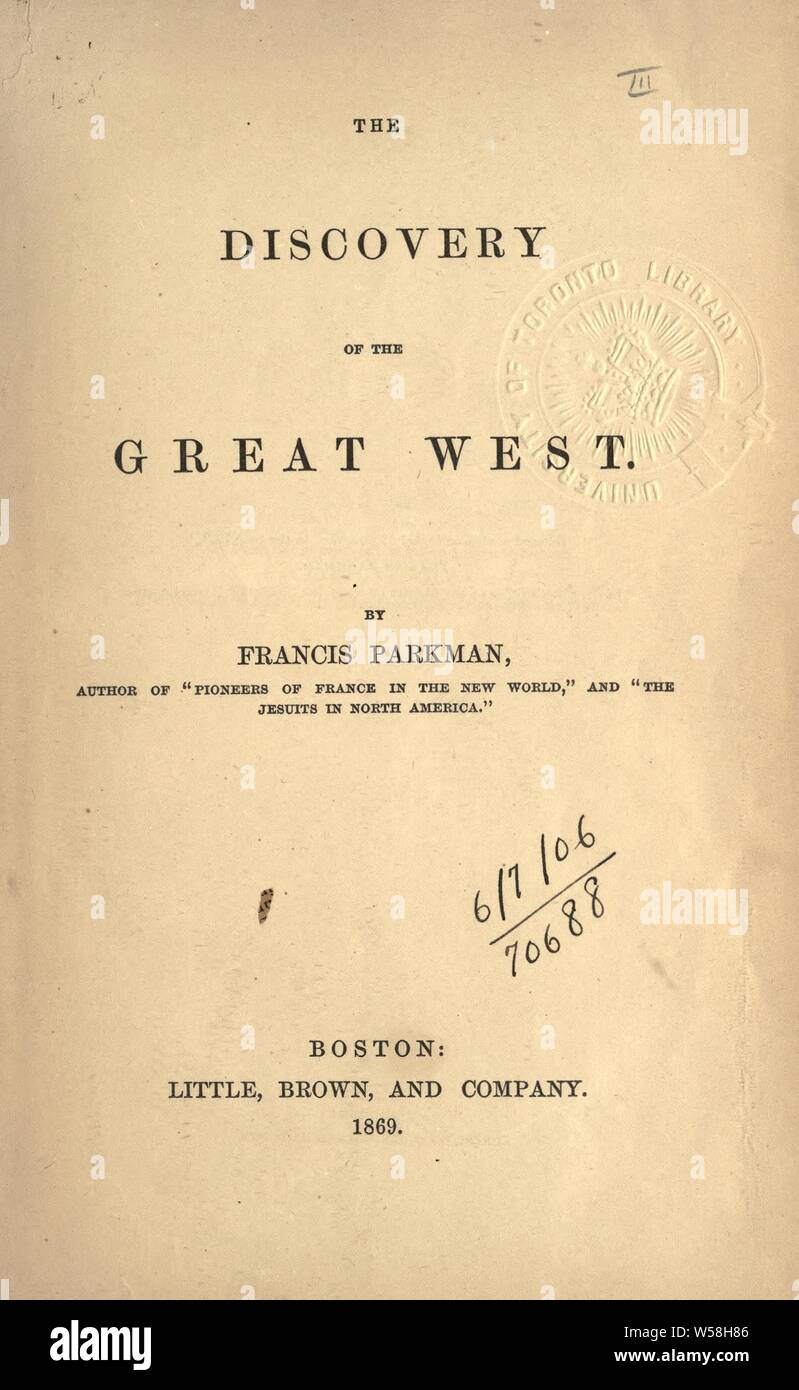 III
THE
DISCOVERY
OF THE
GREAT WEST.
UNIVERSITY OF TORONTO LIBRARY
BY
FRANCIS PARKMAN,
AUTHOR OF "PIONEERS OF FRANCE IN THE NEW WORLD," AND "THE
JESUITS IN NORTH AMERICA."
6/7/06
70688
BOSTON:
LITTLE, BROWN, AND COMPANY.
1869.
a alamy
alamy
alamy
alamy
alamy
Image ID: W58H86
www.alamy.com